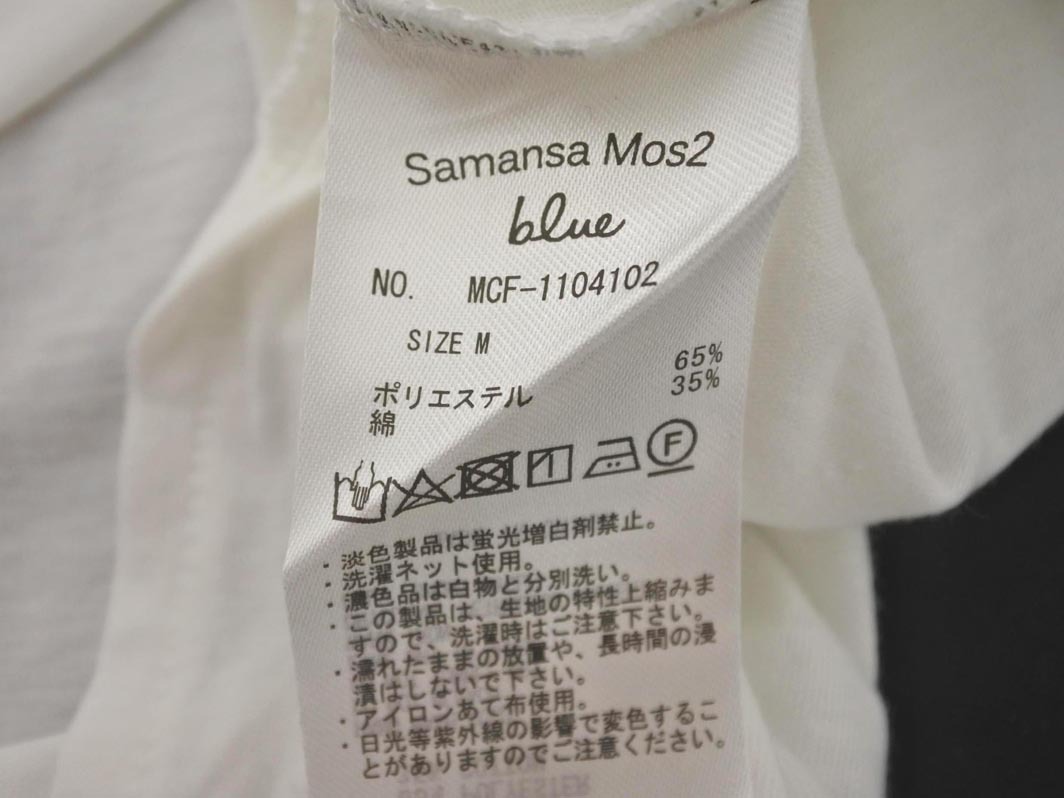 Samansa Mos2
blue
NO. MCF-1104102
SIZE M
ポリエステル 65%
綿 35%
F
・淡色製品は蛍光増白剤禁止。
・洗濯ネット使用。
・濃色品は白物と分別洗い。
・この製品は、生地の特性上縮みま
すので、洗濯時はご注意下さい。
・濡れたままの放置や、長時間の浸
漬はしないで下さい。
・アイロンあて布使用。
・日光等紫外線の影響で変色するこ
とがありますのでご注意ください。